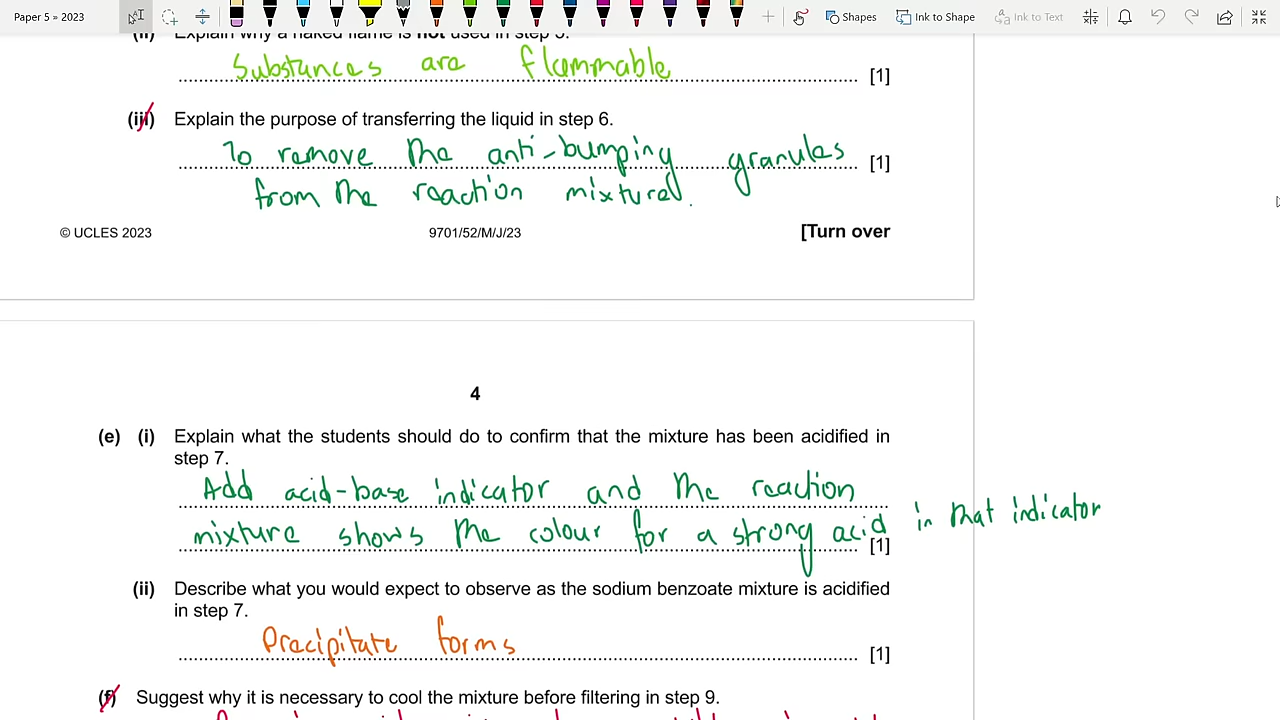 Paper 5 » 2023
Shapes
Ink to Shape
Ink to Text
(ii) Explain why a naked flame is not used in step 5.
Substances are flammable
[1]
(iii) Explain the purpose of transferring the liquid in step 6.
To remove the anti-bumping granules
[1]
from the reaction mixture.
© UCLES 2023
9701/52/M/J/23
[Turn over
4
(e) (i) Explain what the students should do to confirm that the mixture has been acidified in
step 7.
Add acid-base indicator and the reaction
mixture shows the colour for a strong acid in that indicator
[1]
(ii) Describe what you would expect to observe as the sodium benzoate mixture is acidified
in step 7.
Precipitate forms
[1]
(f) Suggest why it is necessary to cool the mixture before filtering in step 9.